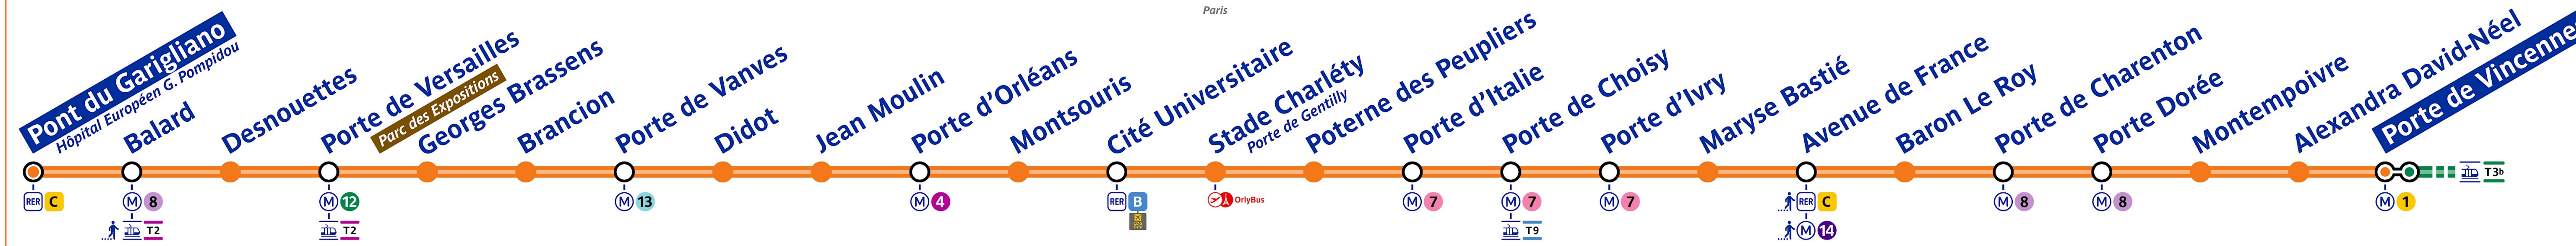 Paris
Pont du Garigliano
Hôpital Européen G. Pompidou
Balard
Desnouettes
Porte de Versailles
Parc des Expositions
Georges Brassens
Brancion
Porte de Vanves
Didot
Jean Moulin
Porte d'Orléans
Montsouris
Cité Universitaire
Stade Charléty
Porte de Gentilly
Poterne des Peupliers
Porte d'Italie
Porte de Choisy
Porte d'Ivry
Maryse Bastié
Avenue de France
Baron Le Roy
Porte de Charenton
Porte Dorée
Montempoivre
Alexandra David-Néel
Porte de Vincenne
T3b
RER C
M 8
M 12
M 13
M 4
RER B
OrlyBus
M 7
M 7
M 7
RER C
M 8
M 8
M 1
T2
T2
T9
M 14